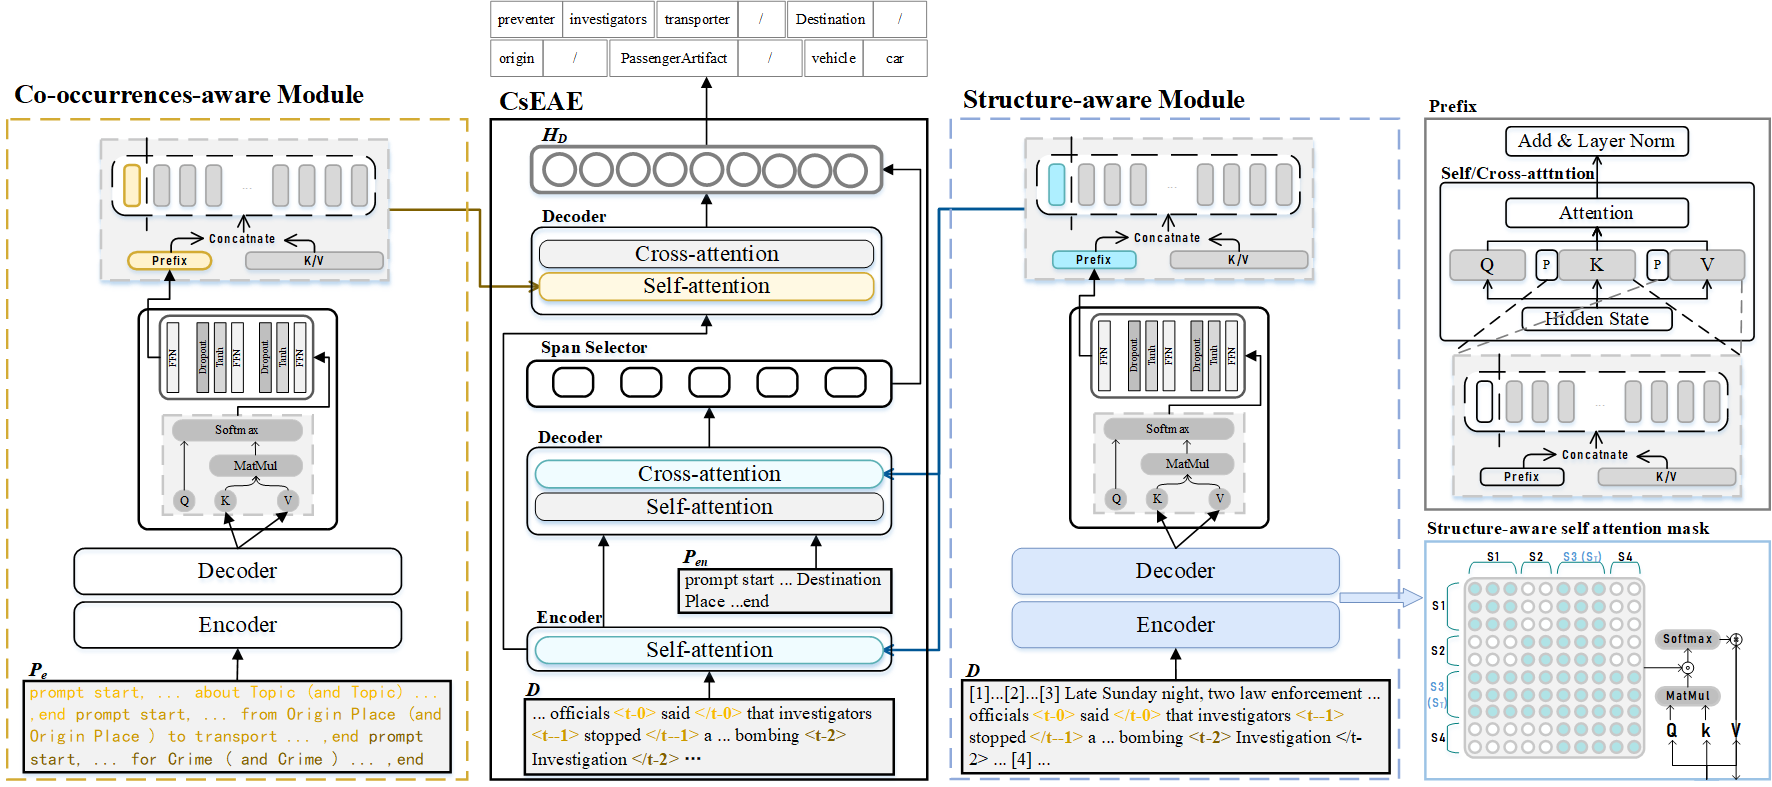 preventer investigators transporter / Destination /
origin / PassengerArtifact / vehicle car
Co-occurrences-aware Module
Concatnate
Prefix
K/V
FFN Dropout Tanh FFN Dropout Tanh FFN
Softmax
MatMul
Q K V
Decoder
Encoder
Pe
prompt start, ... about Topic (and Topic) ...
,end prompt start, ... from Origin Place (and
Origin Place ) to transport ... ,end prompt
start, ... for Crime ( and Crime ) ... ,end
CsEAE
HD
Decoder
Cross-attention
Self-attention
Span Selector
Decoder
Cross-attention
Self-attention
Pen
prompt start ... Destination
Place ...end
Encoder
Self-attention
D
... officials <t-0> said </t-0> that investigators
<t--1> stopped </t--1> a ... bombing <t-2>
Investigation </t-2> ...
Structure-aware Module
...
Concatnate
Prefix
K/V
FFN Dropout Tanh FFN Dropout Tanh FFN
Softmax
MatMul
Q K V
Decoder
Encoder
D
[1]...[2]...[3] Late Sunday night, two law enforcement ...
officials <t-0> said </t-0> that investigators <t--1>
stopped </t--1> a ... bombing <t-2> Investigation </t-
2> ... [4] ...
Prefix
Add & Layer Norm
Self/Cross-atttntion
Attention
Q P K P V
Hidden State
...
Concatnate
Prefix
K/V
Structure-aware self attention mask
S1 S2 S3 (ST) S4
S1
S2
S3
(ST)
S4
Softmax
MatMul
Q k V